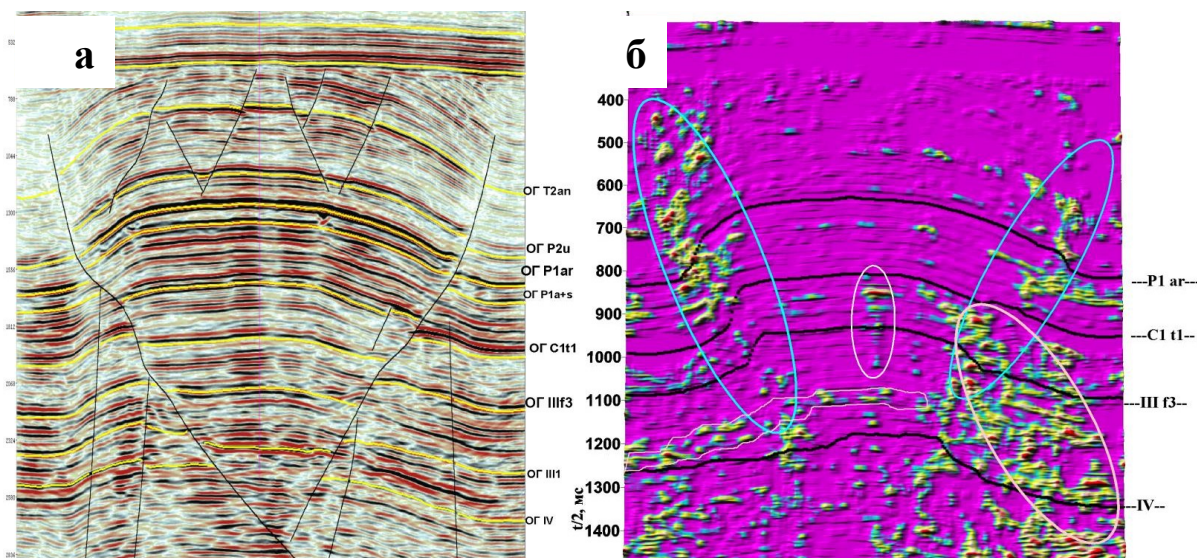 а
ОГ T2an
ОГ P2u
ОГ P1ar
ОГ P1a+s
ОГ C1t1
ОГ IIIf3
ОГ III1
ОГ IV
б
400
500
600
700
800
900
1000
1100
1200
1300
1400
t/2, мс
---P1 ar---
---C1 t1--
---III f3---
---IV--